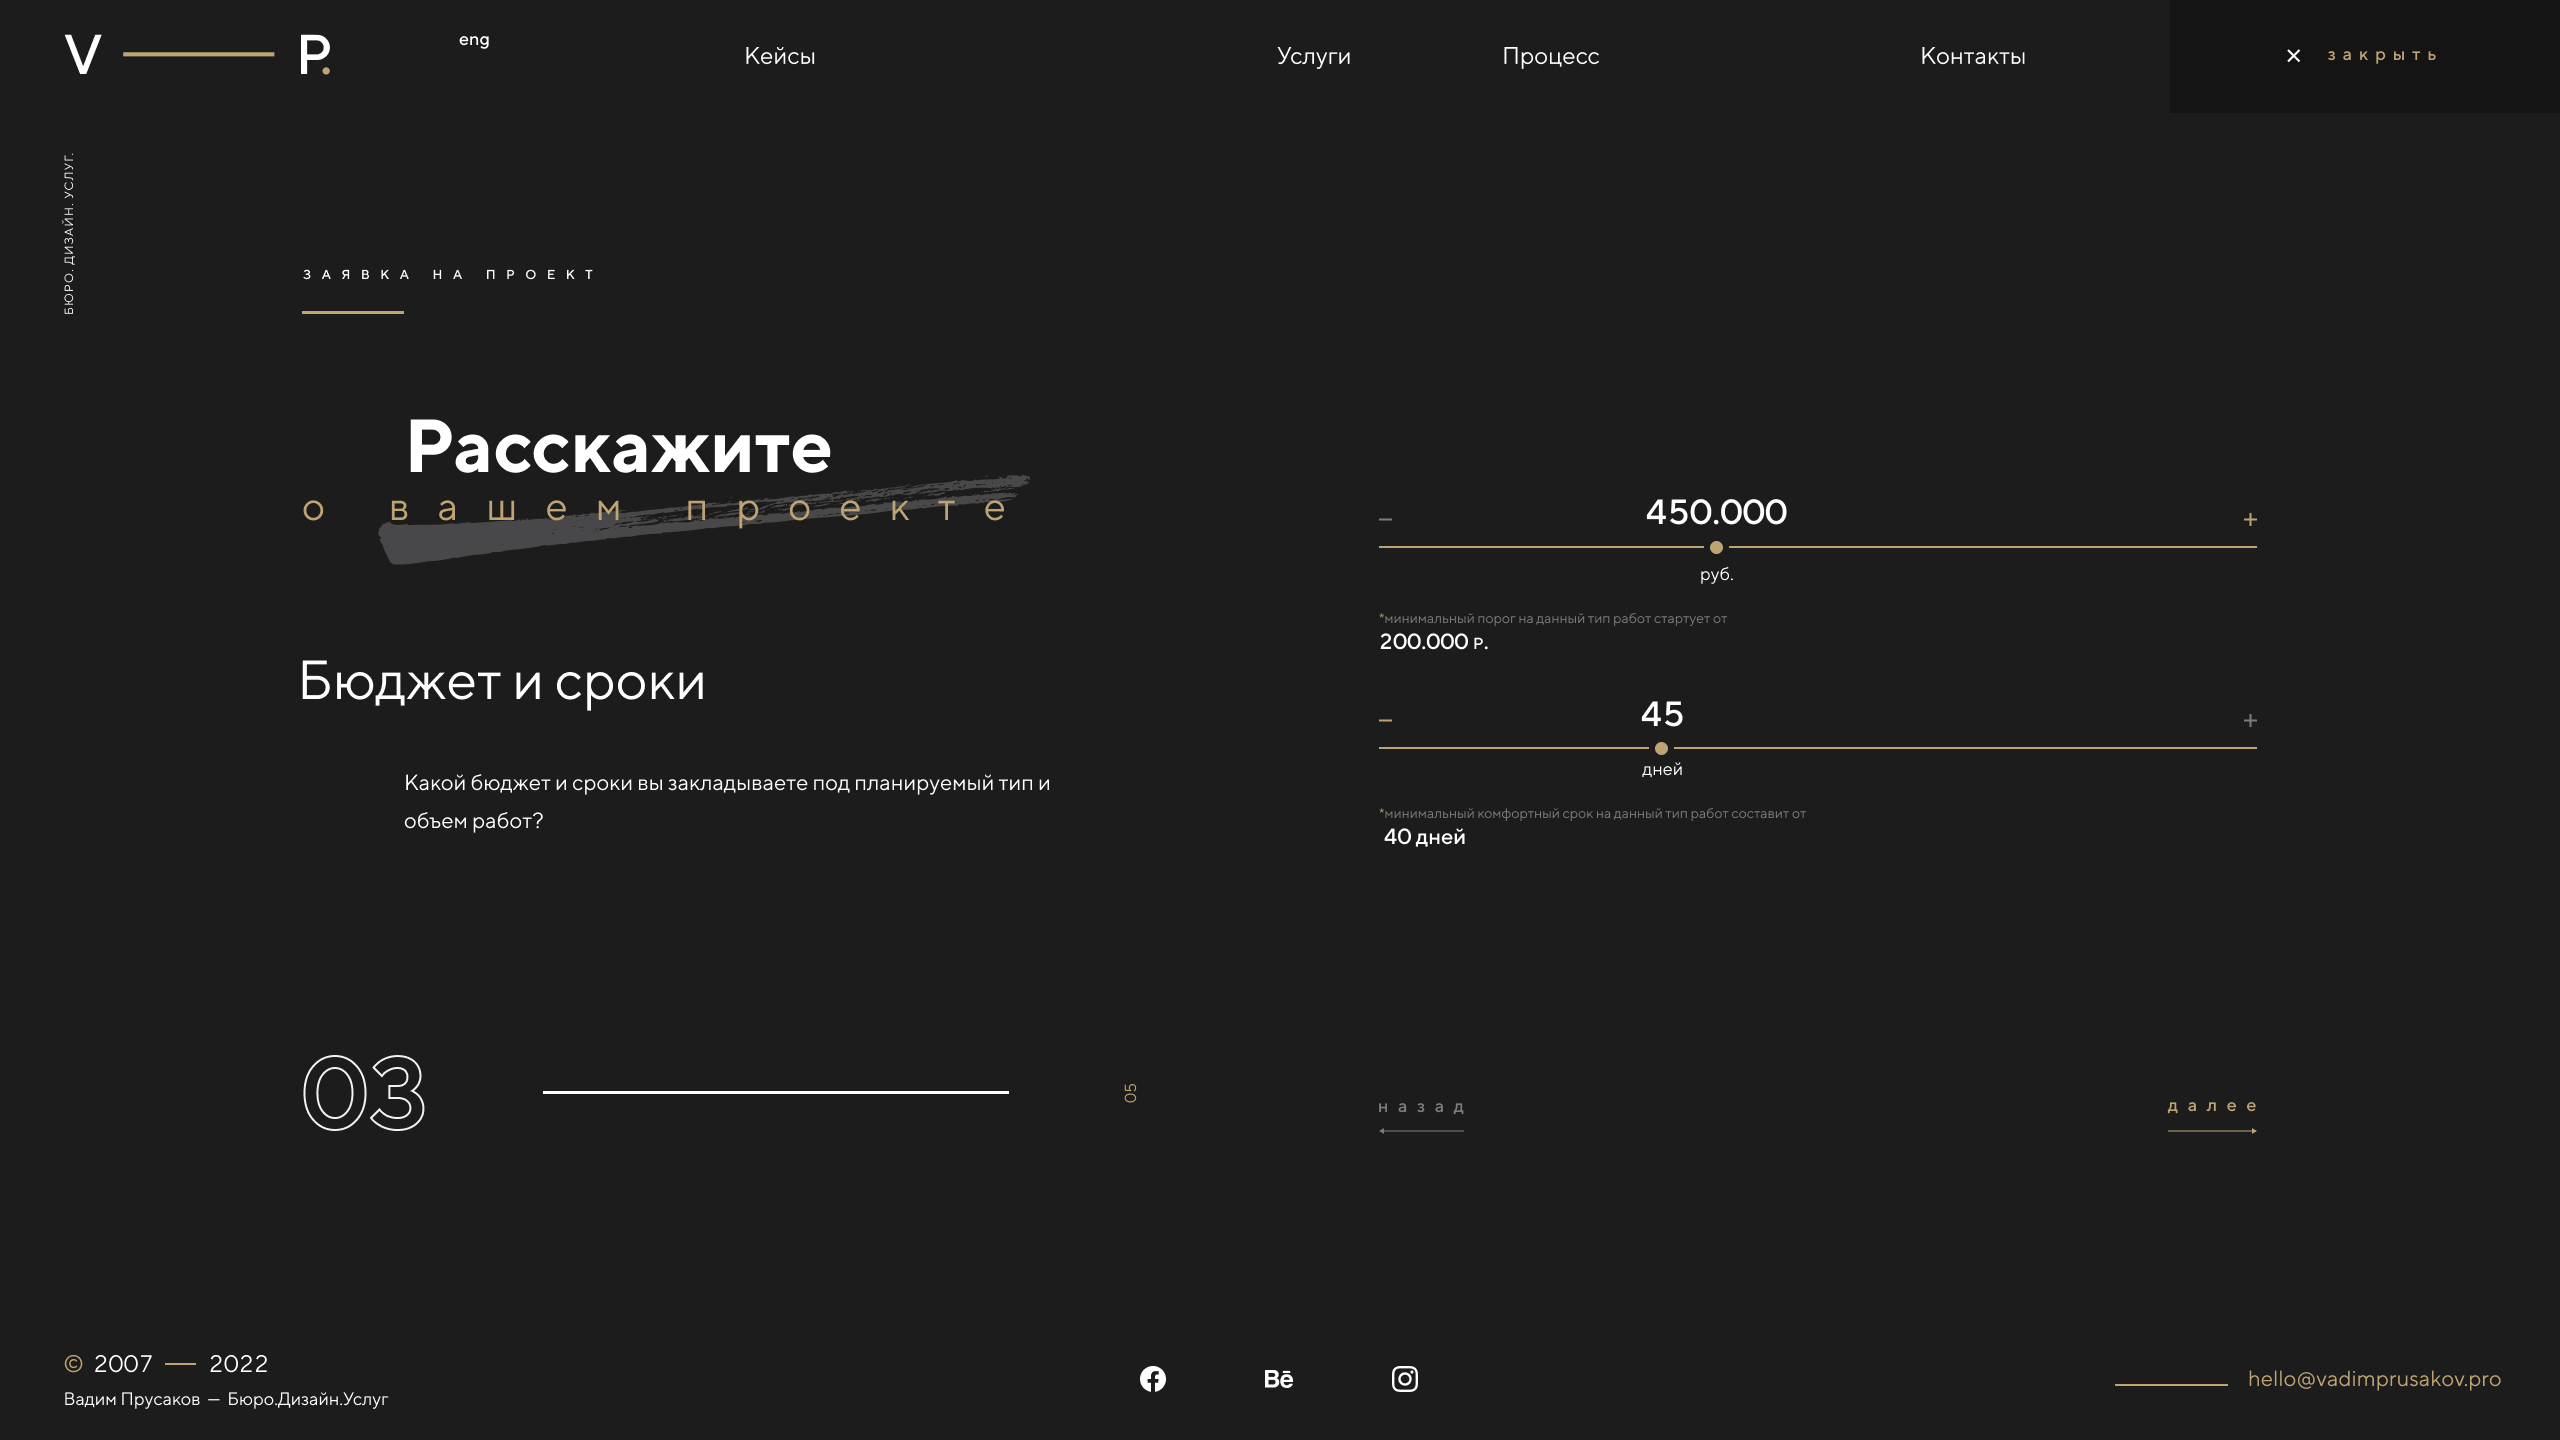 V — P.
eng
Кейсы
Услуги
Процесс
Контакты
× закрыть
БЮРО. ДИЗАЙН. УСЛУГ.
ЗАЯВКА НА ПРОЕКТ
Расскажите
о вашем проекте
Бюджет и сроки
Какой бюджет и сроки вы закладываете под планируемый тип и
объем работ?
450.000
− +
руб.
*минимальный порог на данный тип работ стартует от
200.000 Р.
45
− +
дней
*минимальный комфортный срок на данный тип работ составит от
40 дней
03
05
назад
далее
© 2007 — 2022
Вадим Прусаков — Бюро.Дизайн.Услуг
Bē
hello@vadimprusakov.pro